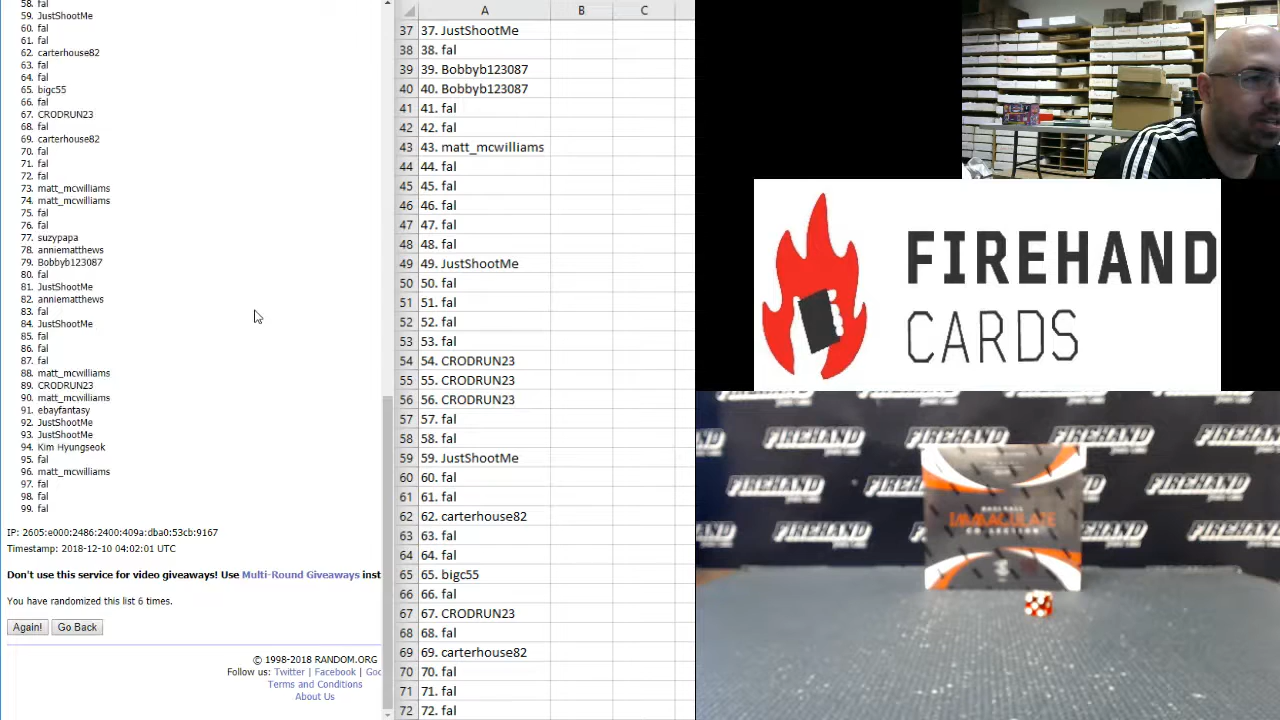 58. fal
59. JustShootMe
60. fal
61. fal
62. carterhouse82
63. fal
64. fal
65. bigc55
66. fal
67. CRODRUN23
68. fal
69. carterhouse82
70. fal
71. fal
72. fal
73. matt_mcwilliams
74. matt_mcwilliams
75. fal
76. fal
77. suzypapa
78. anniematthews
79. Bobbyb123087
80. fal
81. JustShootMe
82. anniematthews
83. fal
84. JustShootMe
85. fal
86. fal
87. fal
88. matt_mcwilliams
89. CRODRUN23
90. matt_mcwilliams
91. ebayfantasy
92. JustShootMe
93. JustShootMe
94. Kim Hyungseok
95. fal
96. matt_mcwilliams
97. fal
98. fal
99. fal
IP: 2605:e000:2486:2400:409a:dba0:53cb:9167
Timestamp: 2018-12-10 04:02:01 UTC
Don't use this service for video giveaways! Use Multi-Round Giveaways inst
You have randomized this list 6 times.
Again! Go Back
© 1998-2018 RANDOM.ORG
Follow us: Twitter | Facebook | Goo
Terms and Conditions
About Us
A B C
37 37. JustShootMe
38 38. fal
39 39. Bobbyb123087
40 40. Bobbyb123087
41 41. fal
42 42. fal
43 43. matt_mcwilliams
44 44. fal
45 45. fal
46 46. fal
47 47. fal
48 48. fal
49 49. JustShootMe
50 50. fal
51 51. fal
52 52. fal
53 53. fal
54 54. CRODRUN23
55 55. CRODRUN23
56 56. CRODRUN23
57 57. fal
58 58. fal
59 59. JustShootMe
60 60. fal
61 61. fal
62 62. carterhouse82
63 63. fal
64 64. fal
65 65. bigc55
66 66. fal
67 67. CRODRUN23
68 68. fal
69 69. carterhouse82
70 70. fal
71 71. fal
72 72. fal
FIREHAND
CARDS
FIREHAND FIREHAND FIREHAND
FIREHAND FIREHAND
BASEBALL
IMMACULATE
COLLECTION